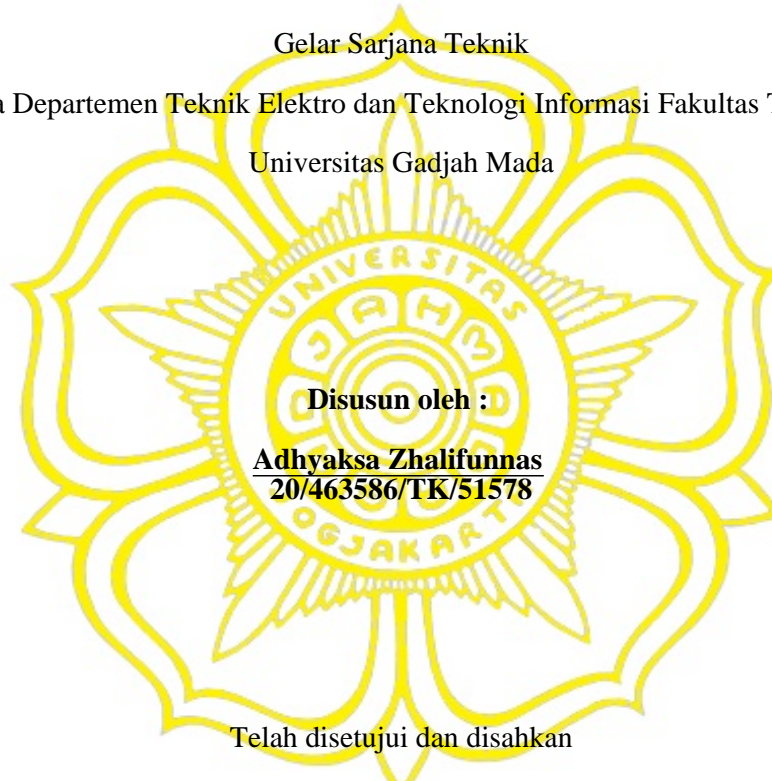 Gelar Sarjana Teknik
Departemen Teknik Elektro dan Teknologi Informasi Fakultas
Universitas Gadjah Mada
UNIVERSITAS
Disusun oleh :
Adhyaksa Zhalifunnas
20/463586/TK/51578
Telah disetujui dan disahkan